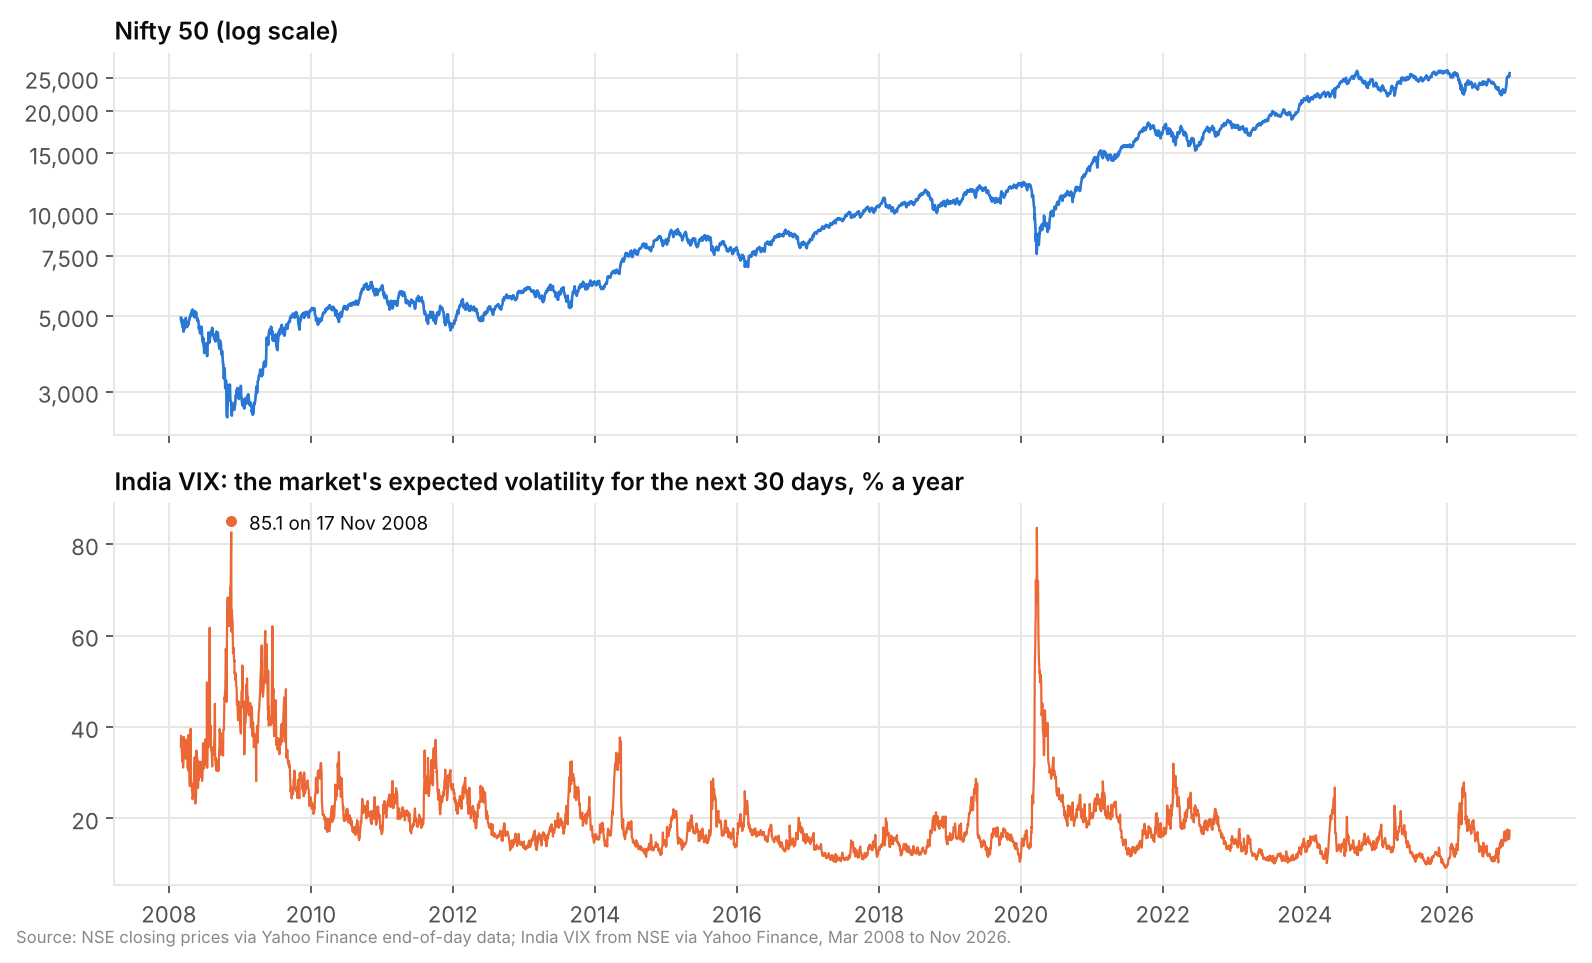 Nifty 50 (log scale)
25,000
20,000
15,000
10,000
7,500
5,000
3,000
India VIX: the market's expected volatility for the next 30 days, % a year
85.1 on 17 Nov 2008
80
60
40
20
2008 2010 2012 2014 2016 2018 2020 2022 2024 2026
Source: NSE closing prices via Yahoo Finance end-of-day data; India VIX from NSE via Yahoo Finance, Mar 2008 to Nov 2026.